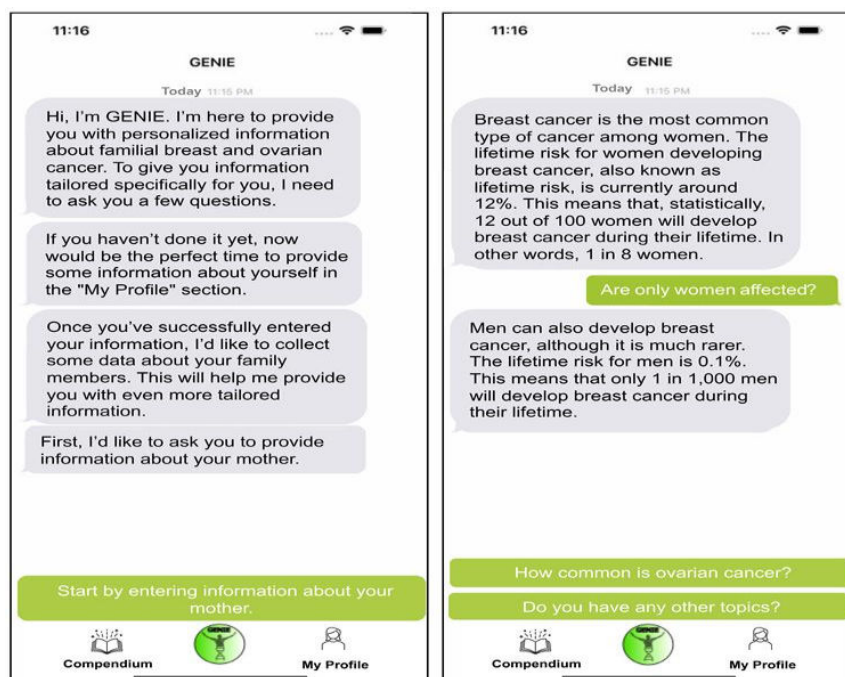 11:16
GENIE
Today 11:15 PM
Hi, I'm GENIE. I'm here to provide
you with personalized information
about familial breast and ovarian
cancer. To give you information
tailored specifically for you, I need
to ask you a few questions.
If you haven't done it yet, now
would be the perfect time to provide
some information about yourself in
the "My Profile" section.
Once you've successfully entered
your information, I'd like to collect
some data about your family
members. This will help me provide
you with even more tailored
information.
First, I'd like to ask you to provide
information about your mother.
Start by entering information about your
mother.
Compendium
GENIE
My Profile
11:16
GENIE
Today 11:15 PM
Breast cancer is the most common
type of cancer among women. The
lifetime risk for women developing
breast cancer, also known as
lifetime risk, is currently around
12%. This means that, statistically,
12 out of 100 women will develop
breast cancer during their lifetime. In
other words, 1 in 8 women.
Are only women affected?
Men can also develop breast
cancer, although it is much rarer.
The lifetime risk for men is 0.1%.
This means that only 1 in 1,000 men
will develop breast cancer during
their lifetime.
How common is ovarian cancer?
Do you have any other topics?
Compendium
GENIE
My Profile